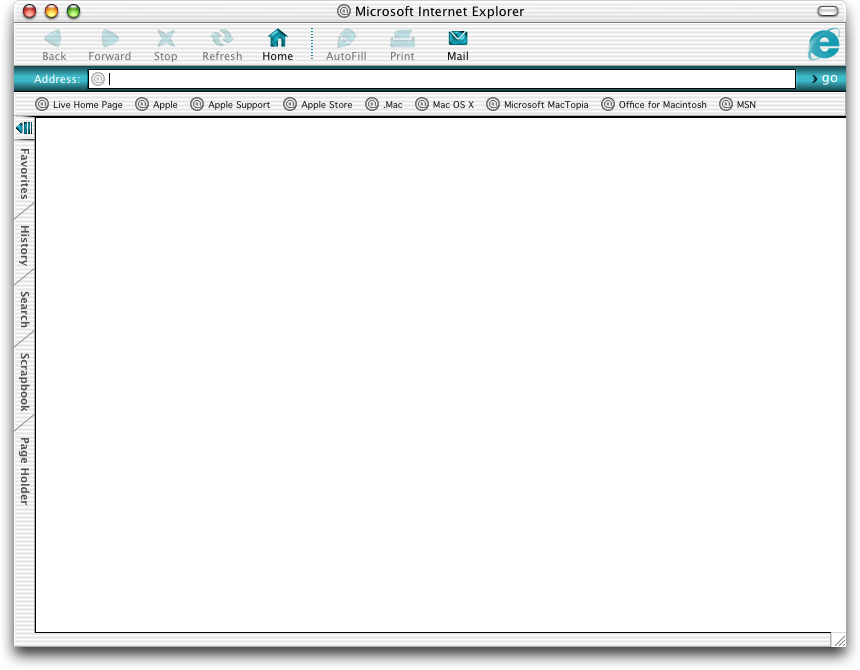 Microsoft Internet Explorer
Back Forward Stop Refresh Home AutoFill Print Mail
Address: @ › go
@ Live Home Page @ Apple @ Apple Support @ Apple Store @ .Mac @ Mac OS X @ Microsoft MacTopia @ Office for Macintosh @ MSN
Favorites
History
Search
Scrapbook
Page Holder